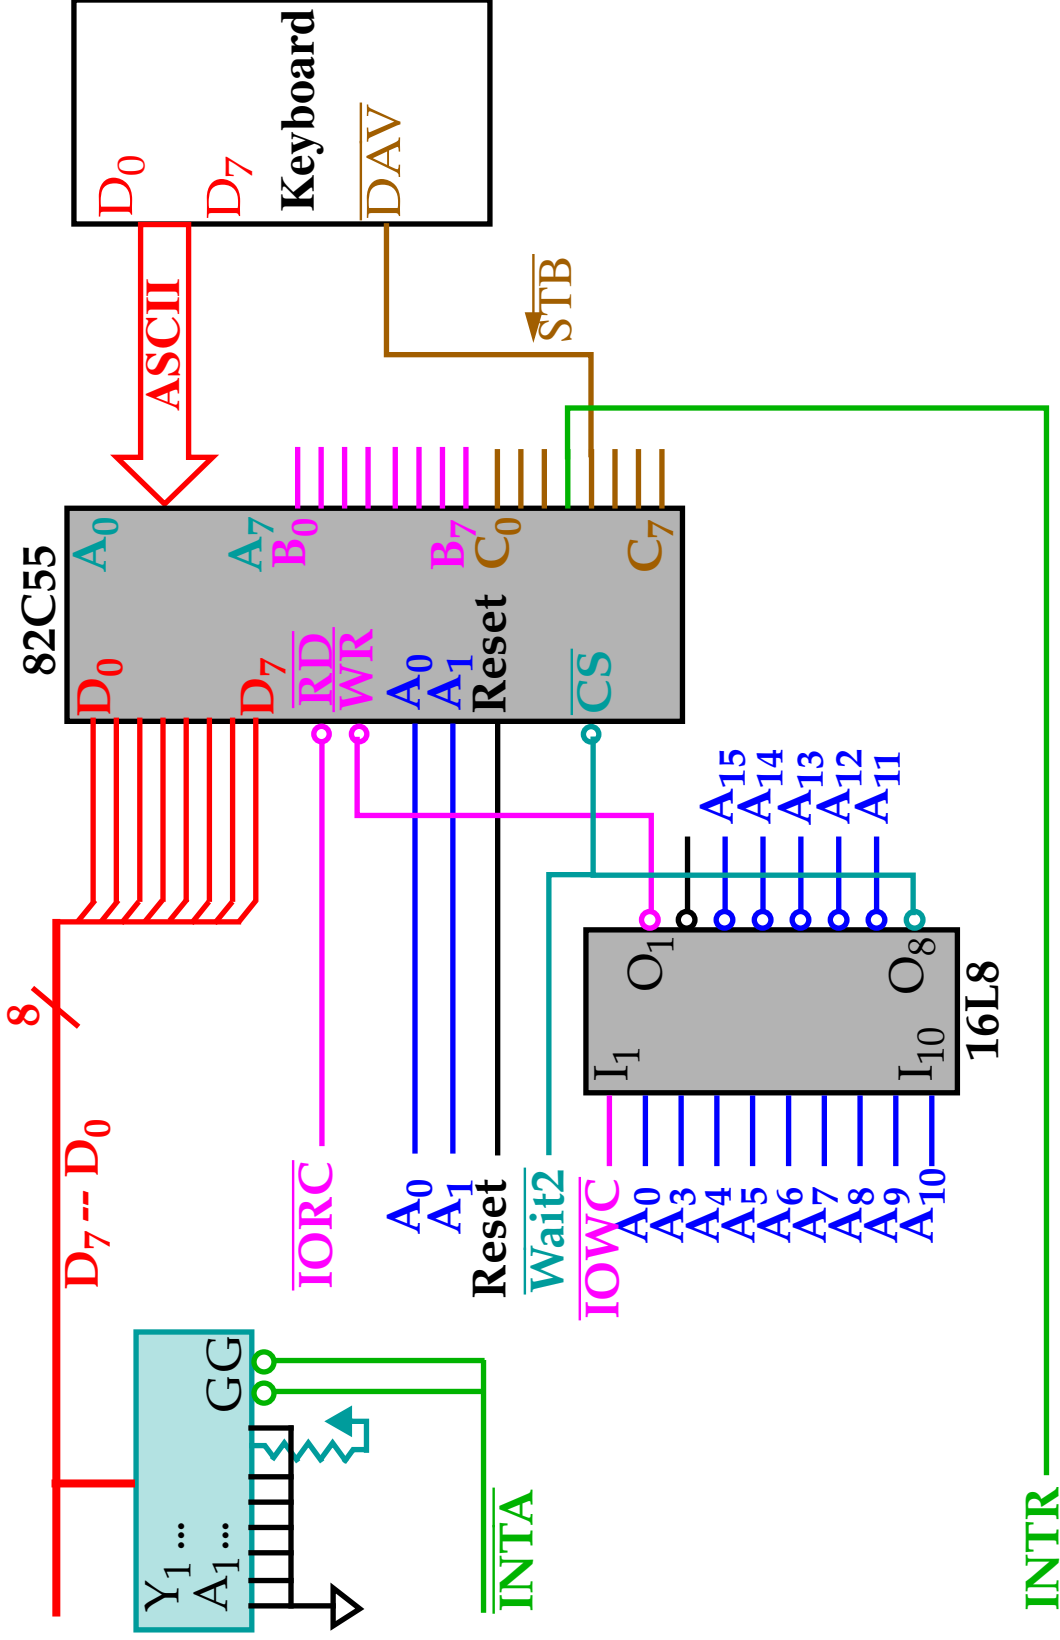 82C55
D0
D7
Keyboard
DAV
ASCII
STB
A0
A7
B0
B7
C0
C7
D0
D7
RD
WR
A0
A1
Reset
CS
8
D7 -- D0
IORC
A0
A1
Reset
Wait2
IOWC
A0
A3
A4
A5
A6
A7
A8
A9
A10
A15
A14
A13
A12
A11
O1
O8
I1
I10
16L8
GG
Y1...
A1...
INTA
INTR